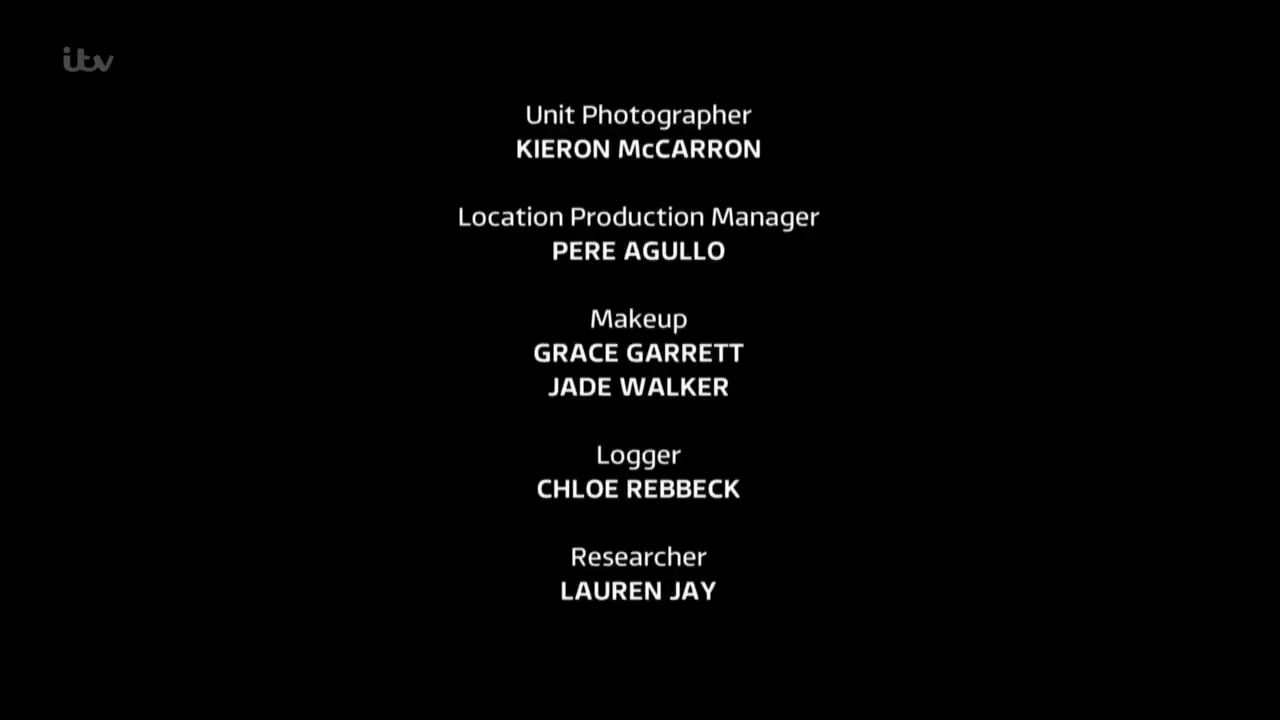 itv
Unit Photographer
KIERON McCARRON
Location Production Manager
PERE AGULLO
Makeup
GRACE GARRETT
JADE WALKER
Logger
CHLOE REBBECK
Researcher
LAUREN JAY